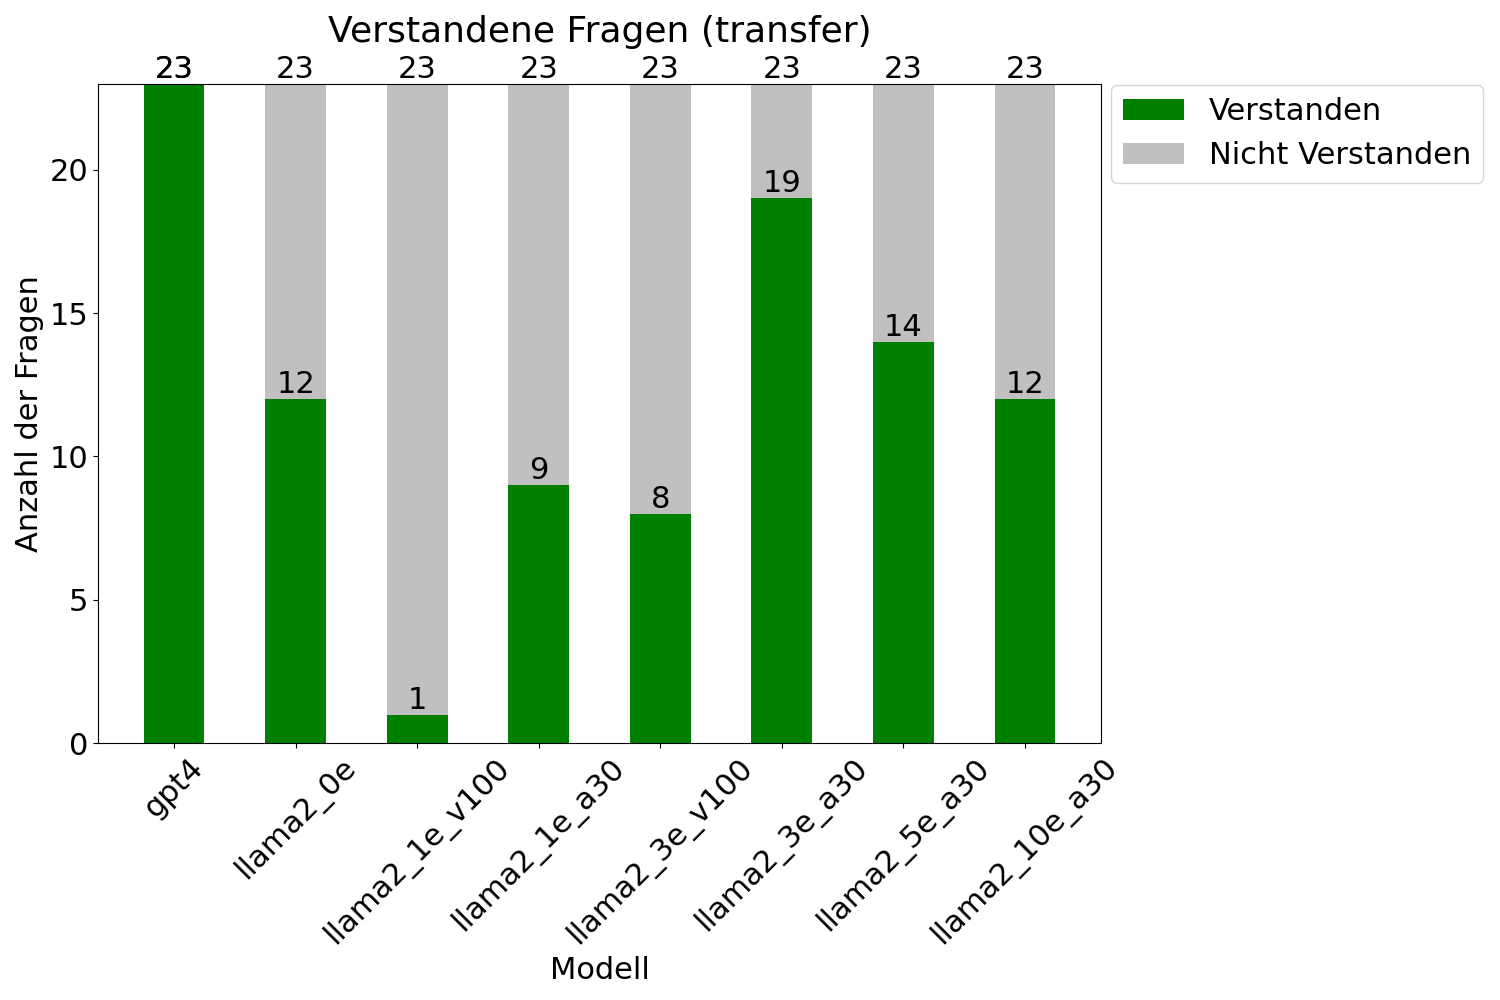 Verstandene Fragen (transfer)
23 23 23 23 23 23 23 23
Verstanden
Nicht Verstanden
20
15
10
5
0
19
14
12
12
9
8
1
Anzahl der Fragen
gpt4
llama2_0e
llama2_1e_v100
llama2_1e_a30
llama2_3e_v100
llama2_3e_a30
llama2_5e_a30
llama2_10e_a30
Modell